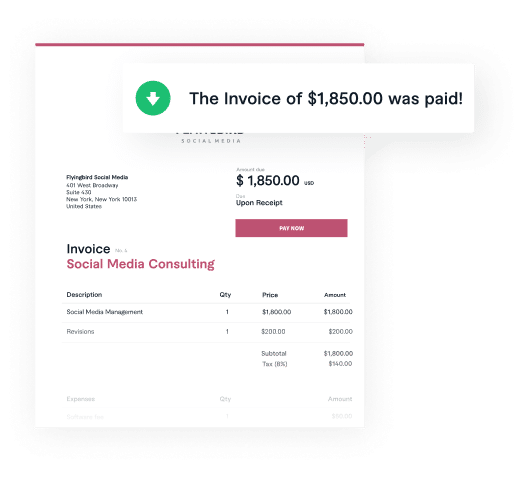 The Invoice of $1,850.00 was paid!
SOCIAL MEDIA
Amount due
$ 1,850.00 USD
Due
Upon Receipt
PAY NOW
Flyingbird Social Media
401 West Broadway
Suite 430
New York, New York 10013
United States
Invoice No. 6
Social Media Consulting
Description Qty Price Amount
Social Media Management 1 $1,800.00 $1,800.00
Revisions 1 $200.00 $200.00
Subtotal $1,800.00
Tax (8%) $140.00
Expenses Qty Amount
1 $50.00